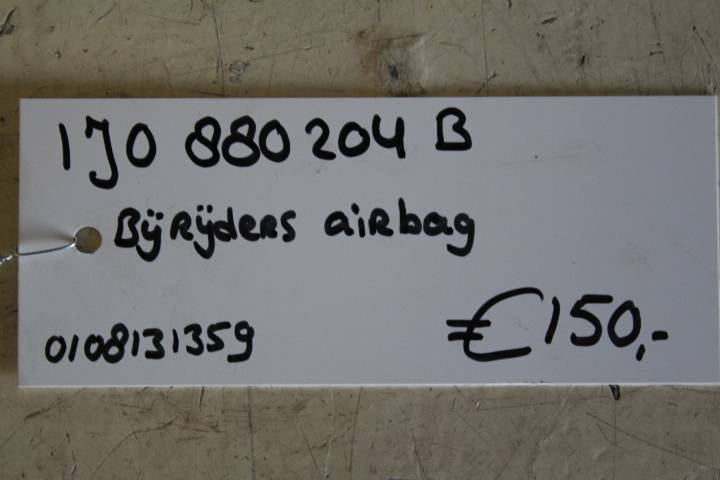 1J0 880 204 B
Bijrijders airbag
0108131359
€150,-